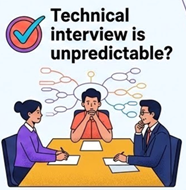 Technical
interview is
unpredictable?